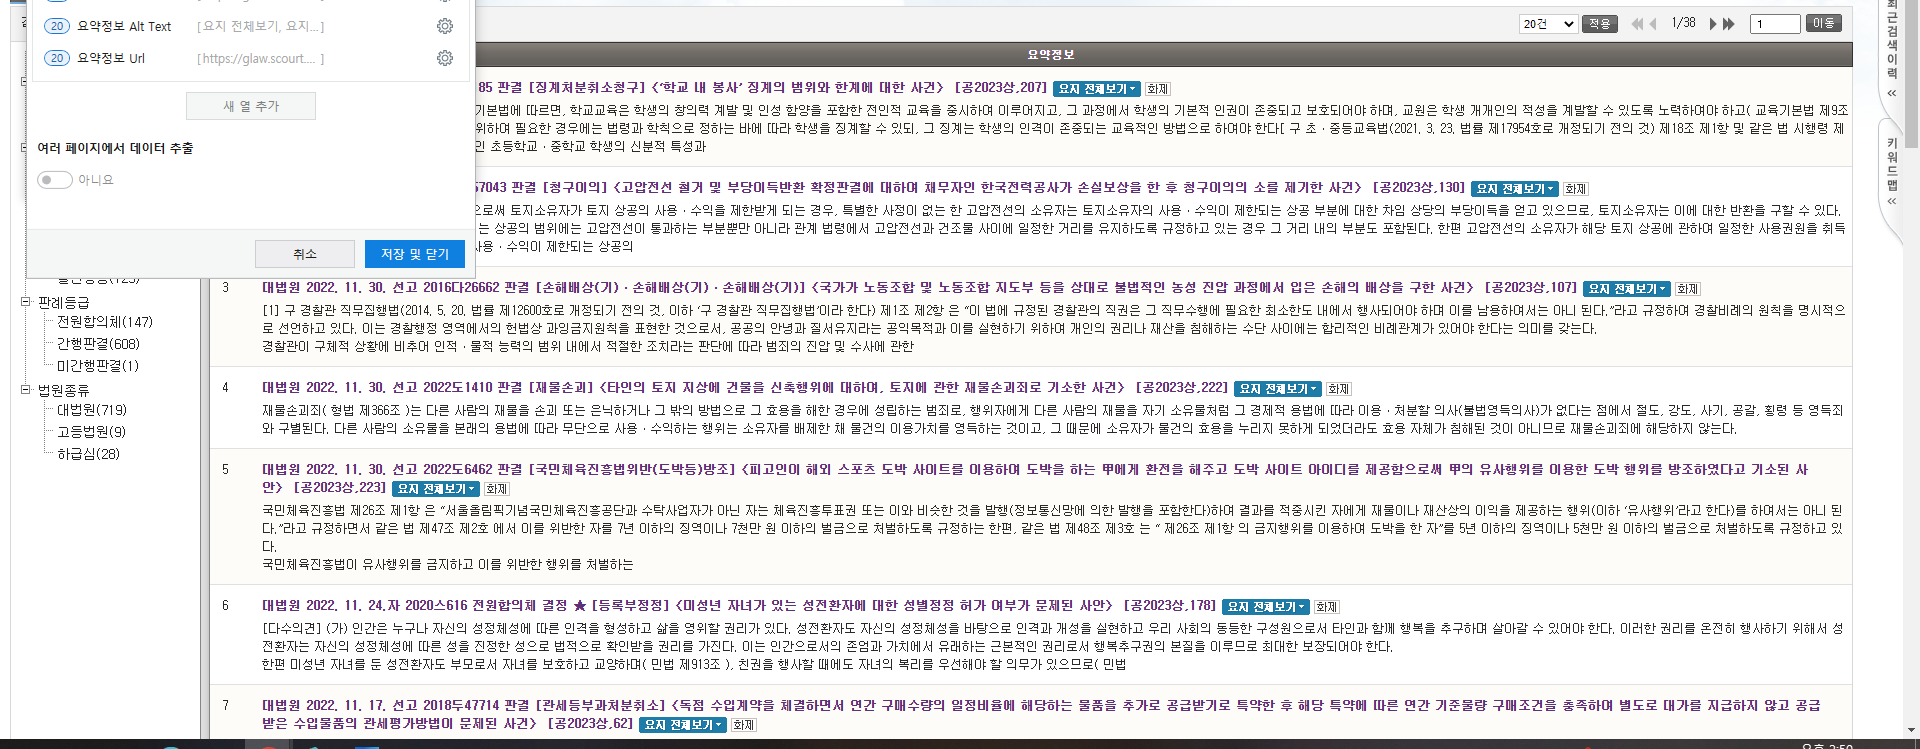 20 요약정보 Alt Text [요지 전체보기, 요지...]
20 요약정보 Url [https://glaw.scourt.... ]
새 열 추가
여러 페이지에서 데이터 추출
아니요
취소 저장 및 닫기
판례등급
전원합의체(147)
간행판결(608)
미간행판결(1)
법원종류
대법원(719)
고등법원(9)
하급심(28)
20건 적용 1/38 1 이동
요약정보
85 판결 [징계처분취소청구] <‘학교 내 봉사’ 징계의 범위와 한계에 대한 사건> [공2023상,207] 요지 전체보기 화제
기본법에 따르면, 학교교육은 학생의 창의력 계발 및 인성 함양을 포함한 전인적 교육을 중시하여 이루어지고, 그 과정에서 학생의 기본적 인권이 존중되고 보호되어야 하며, 교원은 학생 개개인의 적성을 계발할 수 있도록 노력하여야 하고( 교육기본법 제9조
위하여 필요한 경우에는 법령과 학칙으로 정하는 바에 따라 학생을 징계할 수 있되, 그 징계는 학생의 인격이 존중되는 교육적인 방법으로 하여야 한다[ 구 초ㆍ중등교육법(2021. 3. 23. 법률 제17954호로 개정되기 전의 것) 제18조 제1항 및 같은 법 시행령 제
인 초등학교ㆍ중학교 학생의 신분적 특성과
57043 판결 [청구이의] <고압전선 철거 및 부당이득반환 확정판결에 대하여 채무자인 한국전력공사가 손실보상을 한 후 청구이의의 소를 제기한 사건> [공2023상,130] 요지 전체보기 화제
으로써 토지소유자가 토지 상공의 사용ㆍ수익을 제한받게 되는 경우, 특별한 사정이 없는 한 고압전선의 소유자는 토지소유자의 사용ㆍ수익이 제한되는 상공 부분에 대한 차임 상당의 부당이득을 얻고 있으므로, 토지소유자는 이에 대한 반환을 구할 수 있다.
는 상공의 범위에는 고압전선이 통과하는 부분뿐만 아니라 관계 법령에서 고압전선과 건조물 사이에 일정한 거리를 유지하도록 규정하고 있는 경우 그 거리 내의 부분도 포함된다. 한편 고압전선의 소유자가 해당 토지 상공에 관하여 일정한 사용권원을 취득
사용ㆍ수익이 제한되는 상공의
3 대법원 2022. 11. 30. 선고 2016다26662 판결 [손해배상(기)ㆍ손해배상(기)ㆍ손해배상(기)] <국가가 노동조합 및 노동조합 지도부 등을 상대로 불법적인 농성 진압 과정에서 입은 손해의 배상을 구한 사건> [공2023상,107] 요지 전체보기 화제
[1] 구 경찰관 직무집행법(2014. 5. 20. 법률 제12600호로 개정되기 전의 것, 이하 ‘구 경찰관 직무집행법’이라 한다) 제1조 제2항 은 “이 법에 규정된 경찰관의 직권은 그 직무수행에 필요한 최소한도 내에서 행사되어야 하며 이를 남용하여서는 아니 된다.”라고 규정하여 경찰비례의 원칙을 명시적으
로 선언하고 있다. 이는 경찰행정 영역에서의 헌법상 과잉금지원칙을 표현한 것으로서, 공공의 안녕과 질서유지라는 공익목적과 이를 실현하기 위하여 개인의 권리나 재산을 침해하는 수단 사이에는 합리적인 비례관계가 있어야 한다는 의미를 갖는다.
경찰관이 구체적 상황에 비추어 인적ㆍ물적 능력의 범위 내에서 적절한 조치라는 판단에 따라 범죄의 진압 및 수사에 관한
4 대법원 2022. 11. 30. 선고 2022도1410 판결 [재물손괴] <타인의 토지 지상에 건물을 신축행위에 대하여, 토지에 관한 재물손괴죄로 기소한 사건> [공2023상,222] 요지 전체보기 화제
재물손괴죄( 형법 제366조 )는 다른 사람의 재물을 손괴 또는 은닉하거나 그 밖의 방법으로 그 효용을 해한 경우에 성립하는 범죄로, 행위자에게 다른 사람의 재물을 자기 소유물처럼 그 경제적 용법에 따라 이용ㆍ처분할 의사(불법영득의사)가 없다는 점에서 절도, 강도, 사기, 공갈, 횡령 등 영득죄
와 구별된다. 다른 사람의 소유물을 본래의 용법에 따라 무단으로 사용ㆍ수익하는 행위는 소유자를 배제한 채 물건의 이용가치를 영득하는 것이고, 그 때문에 소유자가 물건의 효용을 누리지 못하게 되었더라도 효용 자체가 침해된 것이 아니므로 재물손괴죄에 해당하지 않는다.
5 대법원 2022. 11. 30. 선고 2022도6462 판결 [국민체육진흥법위반(도박등)방조] <피고인이 해외 스포츠 도박 사이트를 이용하여 도박을 하는 甲에게 환전을 해주고 도박 사이트 아이디를 제공함으로써 甲의 유사행위를 이용한 도박 행위를 방조하였다고 기소된 사
안> [공2023상,223] 요지 전체보기 화제
국민체육진흥법 제26조 제1항 은 “서울올림픽기념국민체육진흥공단과 수탁사업자가 아닌 자는 체육진흥투표권 또는 이와 비슷한 것을 발행(정보통신망에 의한 발행을 포함한다)하여 결과를 적중시킨 자에게 재물이나 재산상의 이익을 제공하는 행위(이하 ‘유사행위’라고 한다)를 하여서는 아니 된
다.”라고 규정하면서 같은 법 제47조 제2호 에서 이를 위반한 자를 7년 이하의 징역이나 7천만 원 이하의 벌금으로 처벌하도록 규정하는 한편, 같은 법 제48조 제3호 는 “ 제26조 제1항 의 금지행위를 이용하여 도박을 한 자”를 5년 이하의 징역이나 5천만 원 이하의 벌금으로 처벌하도록 규정하고 있
다.
국민체육진흥법이 유사행위를 금지하고 이를 위반한 행위를 처벌하는
6 대법원 2022. 11. 24.자 2020스616 전원합의체 결정 ★ [등록부정정] <미성년 자녀가 있는 성전환자에 대한 성별정정 허가 여부가 문제된 사안> [공2023상,178] 요지 전체보기 화제
[다수의견] (가) 인간은 누구나 자신의 성정체성에 따른 인격을 형성하고 삶을 영위할 권리가 있다. 성전환자도 자신의 성정체성을 바탕으로 인격과 개성을 실현하고 우리 사회의 동등한 구성원으로서 타인과 함께 행복을 추구하며 살아갈 수 있어야 한다. 이러한 권리를 온전히 행사하기 위해서 성
전환자는 자신의 성정체성에 따른 성을 진정한 성으로 법적으로 확인받을 권리를 가진다. 이는 인간으로서의 존엄과 가치에서 유래하는 근본적인 권리로서 행복추구권의 본질을 이루므로 최대한 보장되어야 한다.
한편 미성년 자녀를 둔 성전환자도 부모로서 자녀를 보호하고 교양하며( 민법 제913조 ), 친권을 행사할 때에도 자녀의 복리를 우선해야 할 의무가 있으므로( 민법
7 대법원 2022. 11. 17. 선고 2018두47714 판결 [관세등부과처분취소] <독점 수입계약을 체결하면서 연간 구매수량의 일정비율에 해당하는 물품을 추가로 공급받기로 특약한 후 해당 특약에 따른 연간 기준물량 구매조건을 충족하여 별도로 대가를 지급하지 않고 공급
받은 수입물품의 관세평가방법이 문제된 사건> [공2023상,62] 요지 전체보기 화제
최근검색이력 «
키워드맵 «